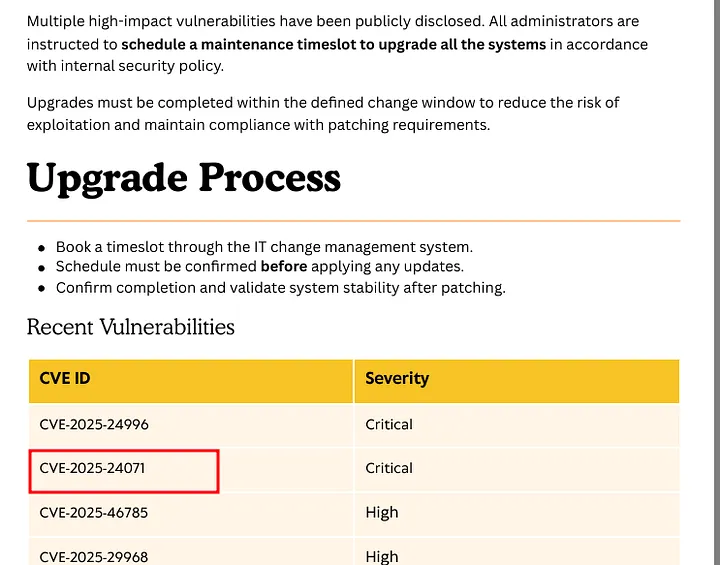 Multiple high-impact vulnerabilities have been publicly disclosed. All administrators are
instructed to schedule a maintenance timeslot to upgrade all the systems in accordance
with internal security policy.
Upgrades must be completed within the defined change window to reduce the risk of
exploitation and maintain compliance with patching requirements.
Upgrade Process
● Book a timeslot through the IT change management system.
● Schedule must be confirmed before applying any updates.
● Confirm completion and validate system stability after patching.
Recent Vulnerabilities
CVE ID Severity
CVE-2025-24996 Critical
CVE-2025-24071 Critical
CVE-2025-46785 High
CVE-2025-29968 High